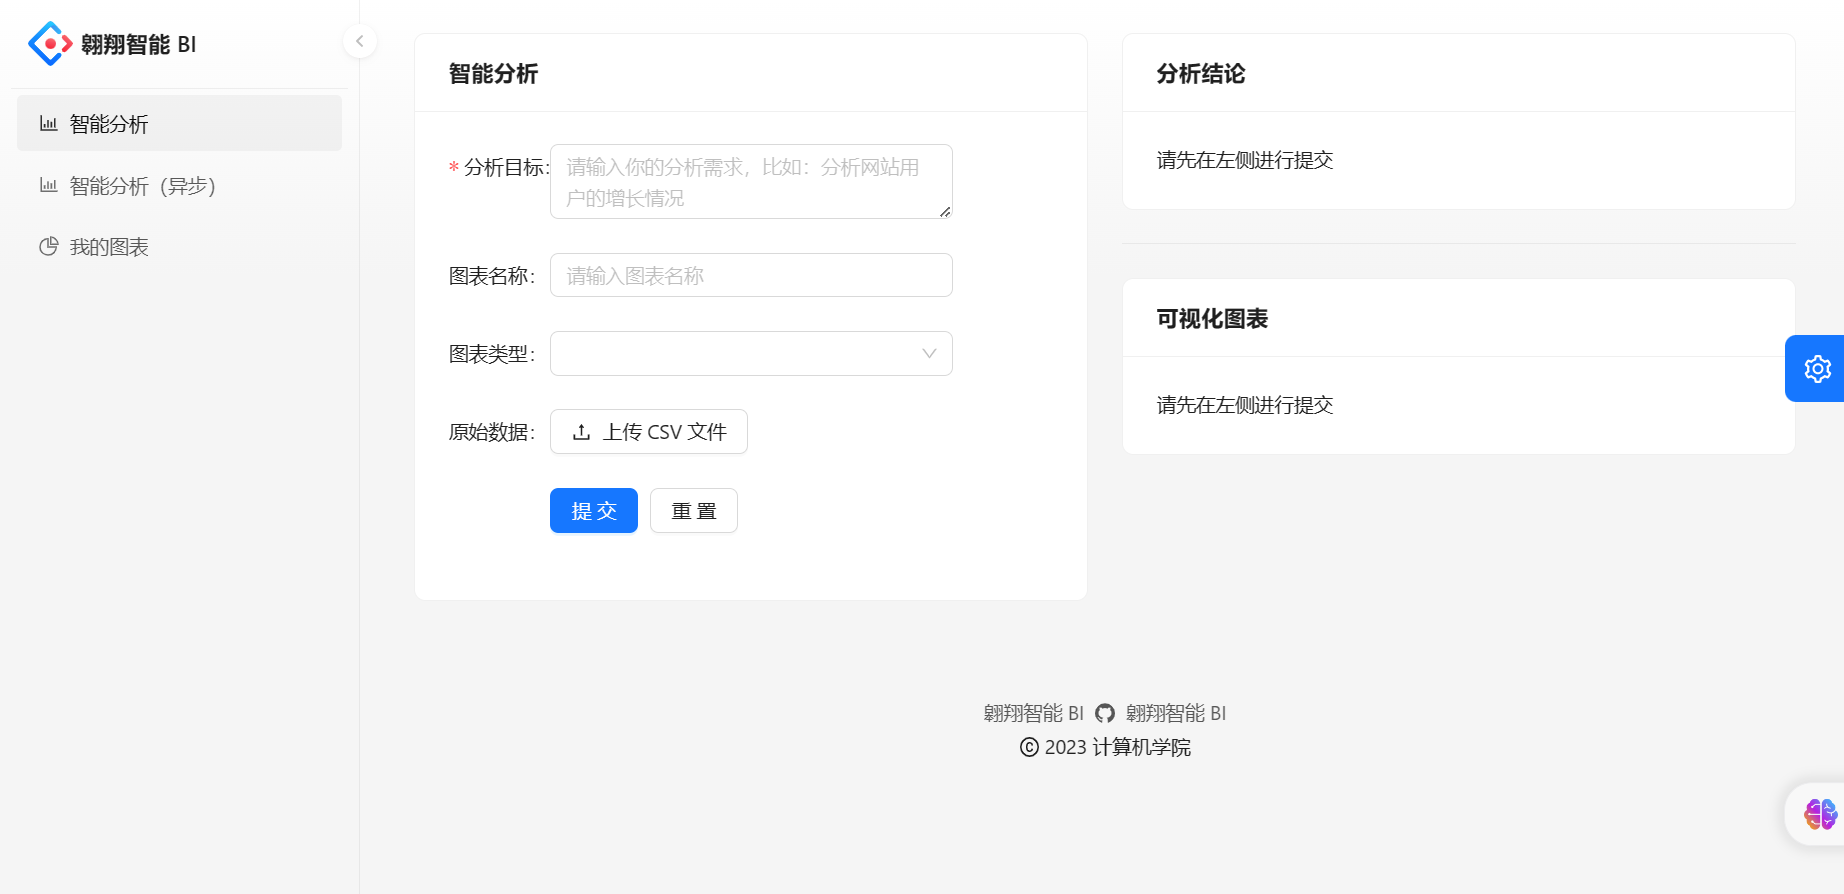 翱翔智能 BI
智能分析
智能分析（异步）
我的图表
智能分析
* 分析目标:
请输入你的分析需求，比如：分析网站用
户的增长情况
图表名称:
请输入图表名称
图表类型:
原始数据:
上传 CSV 文件
提 交
重 置
分析结论
请先在左侧进行提交
可视化图表
请先在左侧进行提交
翱翔智能 BI 翱翔智能 BI
© 2023 计算机学院